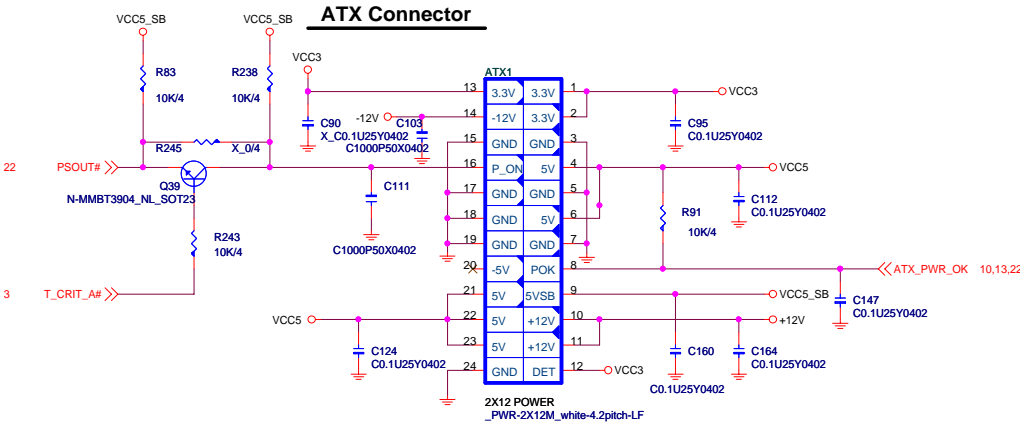 ATX Connector
VCC5_SB
VCC5_SB
R83
10K/4
R238
10K/4
R245
X_0/4
22 PSOUT#
Q39
N-MMBT3904_NL_SOT23
R243
10K/4
3 T_CRIT_A#
VCC3
C90
X_C0.1U25Y0402
-12V
C103
C1000P50X0402
C111
C1000P50X0402
VCC5
C124
C0.1U25Y0402
ATX1
13 3.3V 3.3V 1
14 -12V 3.3V 2
15 GND GND 3
16 P_ON 5V 4
17 GND GND 5
18 GND 5V 6
19 GND GND 7
20 -5V POK 8
21 5V 5VSB 9
22 5V +12V 10
23 5V +12V 11
24 GND DET 12
2X12 POWER
_PWR-2X12M_white-4.2pitch-LF
VCC3
C95
C0.1U25Y0402
VCC5
C112
C0.1U25Y0402
R91
10K/4
ATX_PWR_OK 10,13,22
C147
C0.1U25Y0402
VCC5_SB
+12V
C160
C0.1U25Y0402
C164
C0.1U25Y0402
VCC3